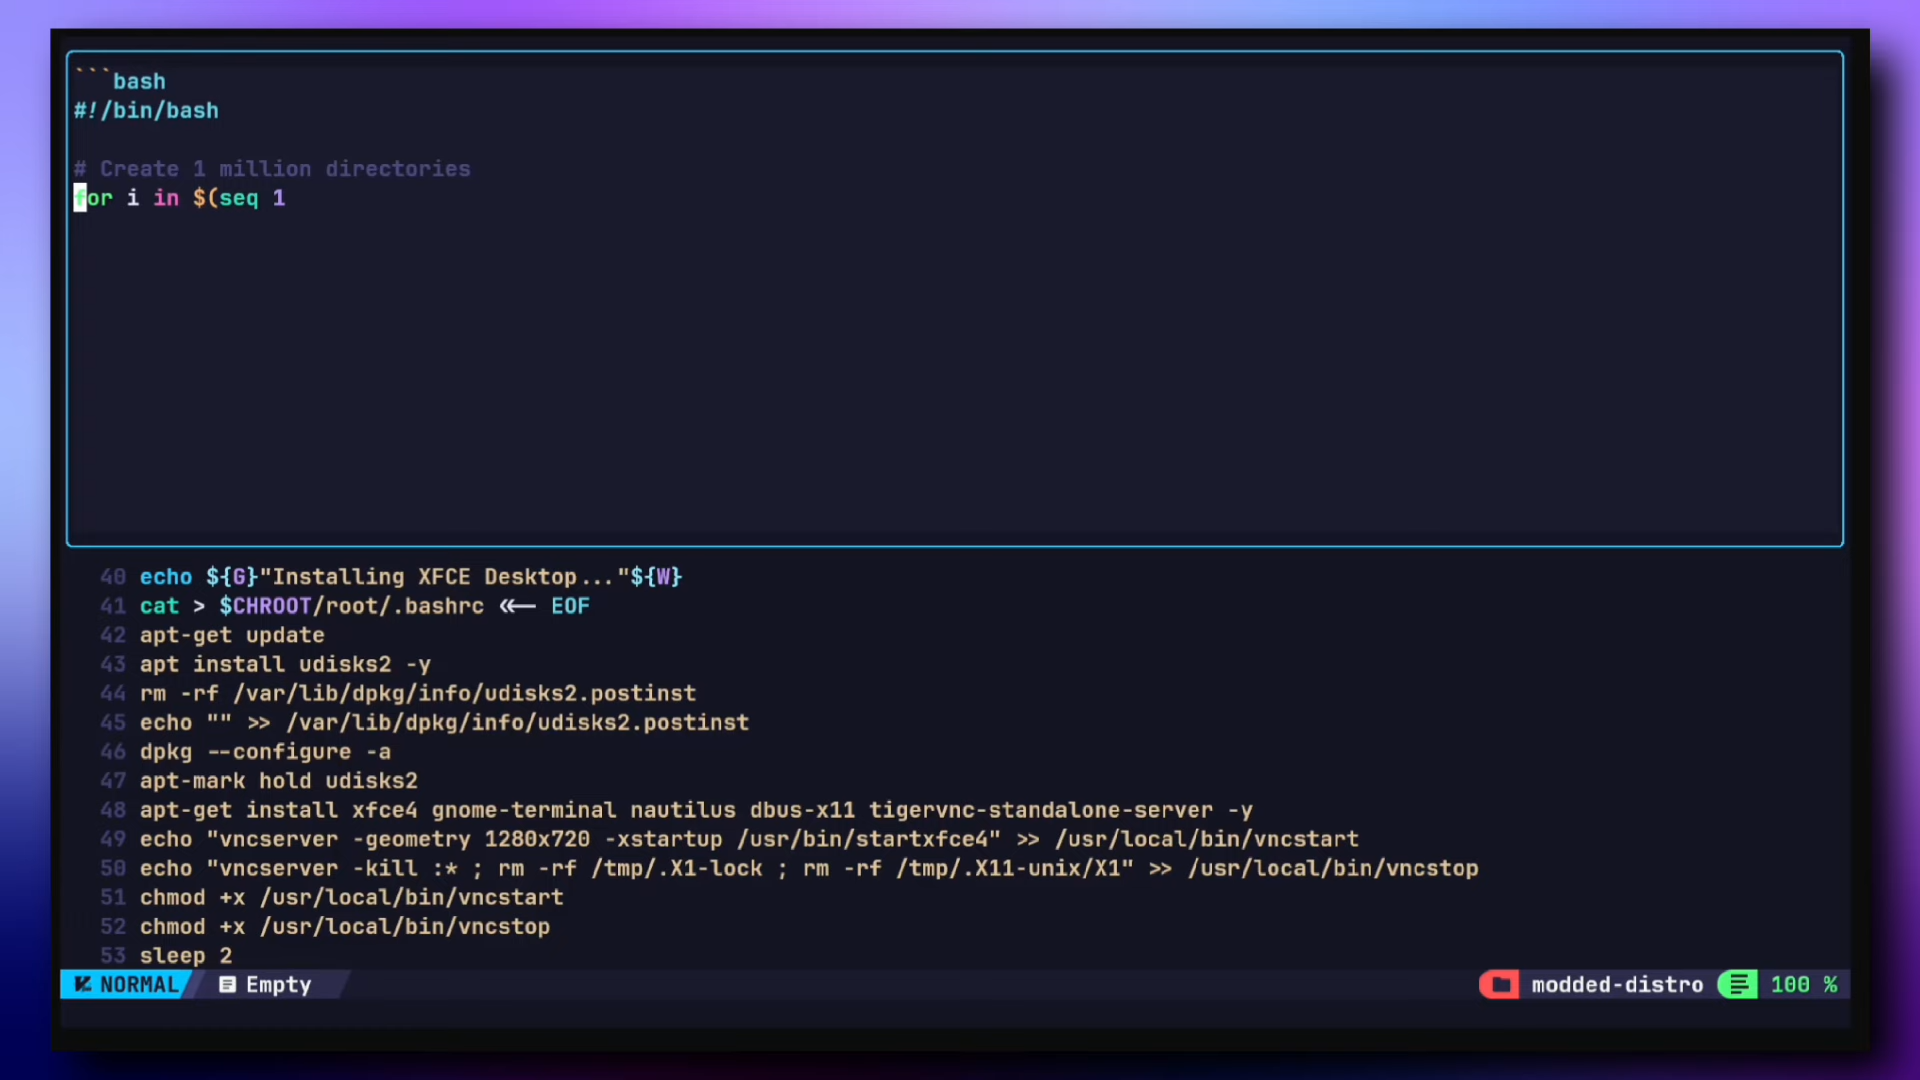 ```bash
#!/bin/bash
# Create 1 million directories
for i in $(seq 1
40 echo ${G}"Installing XFCE Desktop..."${W}
41 cat > $CHROOT/root/.bashrc <<- EOF
42 apt-get update
43 apt install udisks2 -y
44 rm -rf /var/lib/dpkg/info/udisks2.postinst
45 echo "" >> /var/lib/dpkg/info/udisks2.postinst
46 dpkg --configure -a
47 apt-mark hold udisks2
48 apt-get install xfce4 gnome-terminal nautilus dbus-x11 tigervnc-standalone-server -y
49 echo "vncserver -geometry 1280x720 -xstartup /usr/bin/startxfce4" >> /usr/local/bin/vncstart
50 echo "vncserver -kill :* ; rm -rf /tmp/.X1-lock ; rm -rf /tmp/.X11-unix/X1" >> /usr/local/bin/vncstop
51 chmod +x /usr/local/bin/vncstart
52 chmod +x /usr/local/bin/vncstop
53 sleep 2
NORMAL Empty modded-distro 100 %